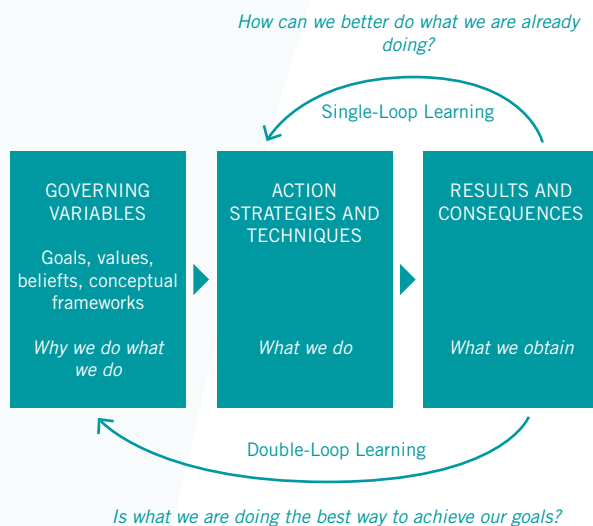 How can we better do what we are already
doing?
Single-Loop Learning
GOVERNING
VARIABLES
Goals, values,
beliefts, conceptual
frameworks
Why we do what
we do
ACTION
STRATEGIES AND
TECHNIQUES
What we do
RESULTS AND
CONSEQUENCES
What we obtain
Double-Loop Learning
Is what we are doing the best way to achieve our goals?